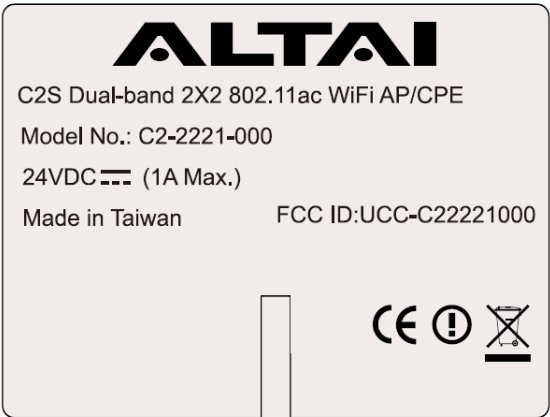 ALTAI
C2S Dual-band 2X2 802.11ac WiFi AP/CPE
Model No.: C2-2221-000
24VDC (1A Max.)
Made in Taiwan
FCC ID:UCC-C22221000
CE